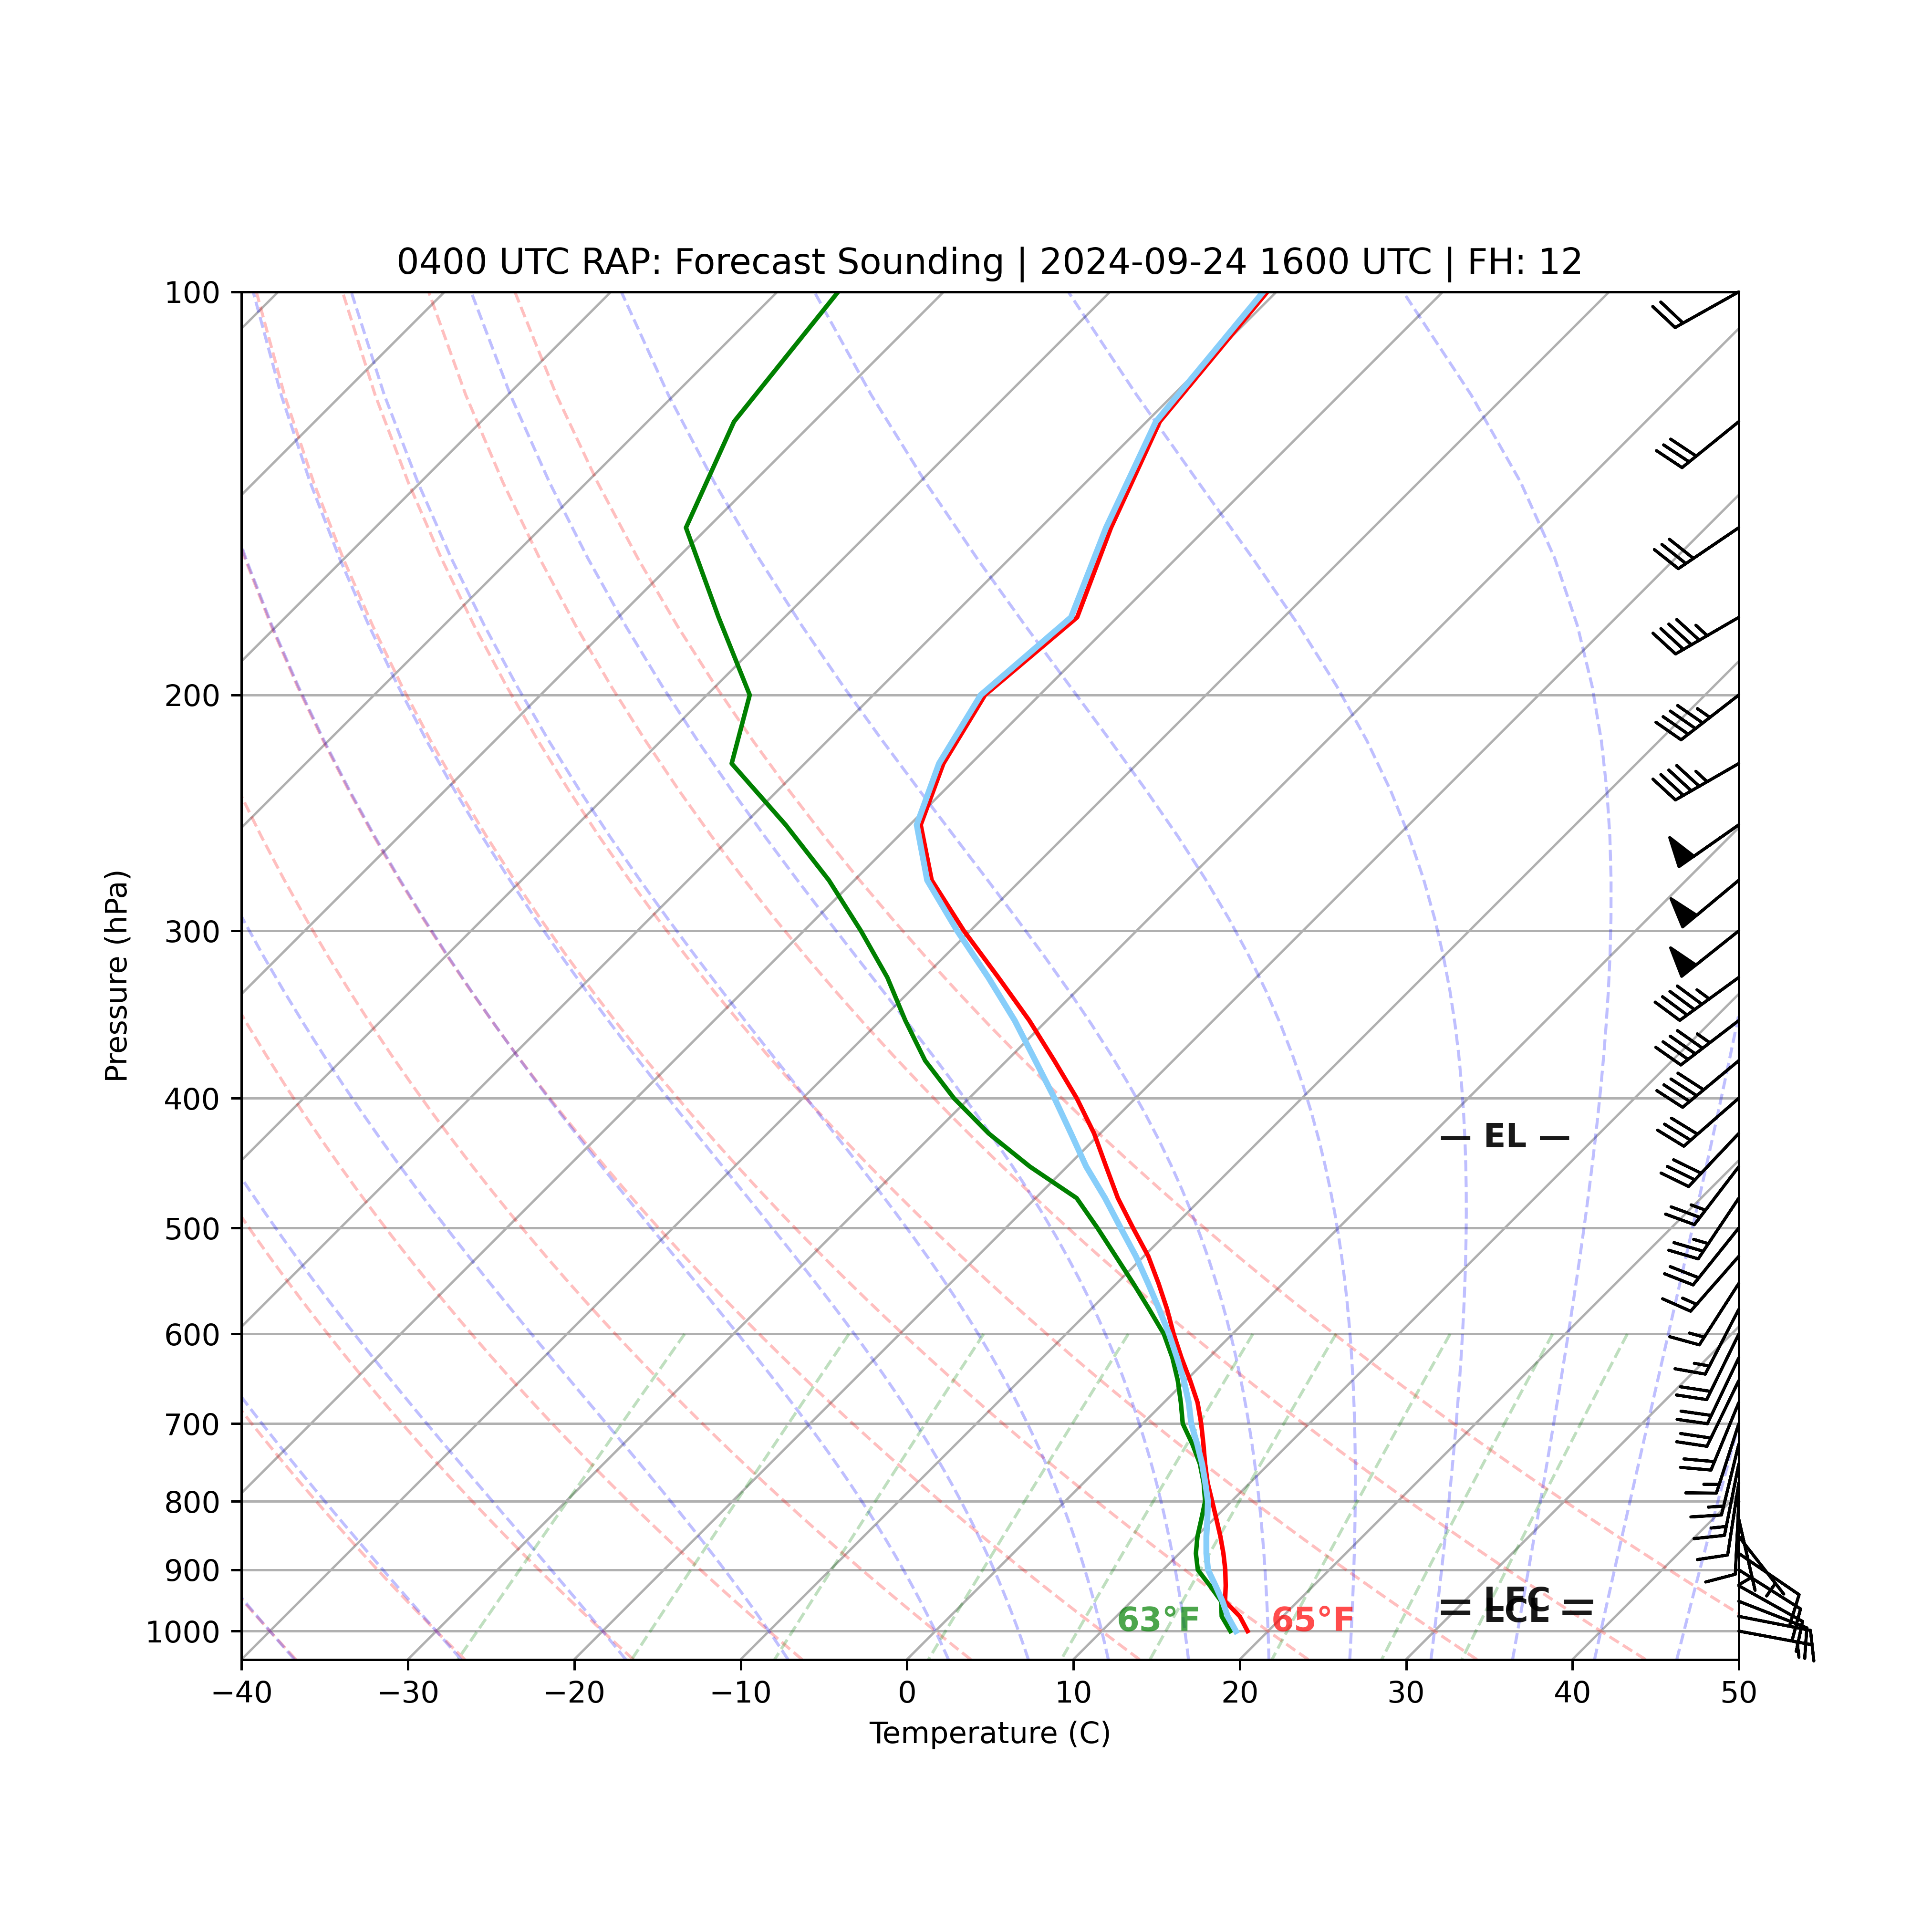 0400 UTC RAP: Forecast Sounding | 2024-09-24 1600 UTC | FH: 12
100
200
300
400
500
600
700
800
900
1000
Pressure (hPa)
— EL —
— LFC —
— LCL —
63°F 65°F
−40 −30 −20 −10 0 10 20 30 40 50
Temperature (C)